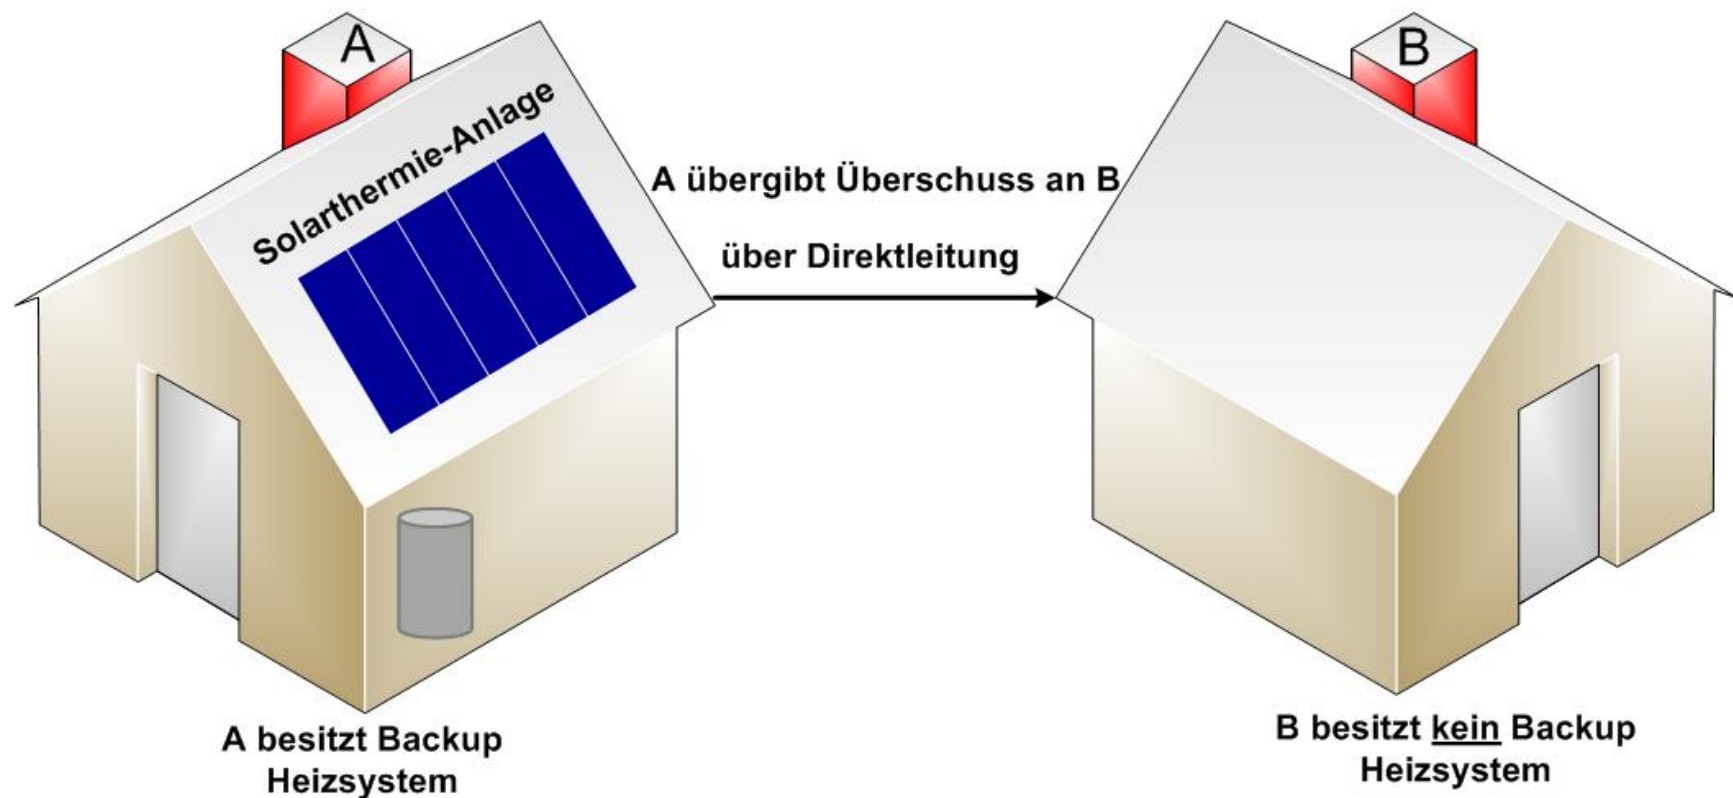 A
B
Solarthermie-Anlage
A übergibt Überschuss an B
über Direktleitung
A besitzt Backup
Heizsystem
B besitzt kein Backup
Heizsystem